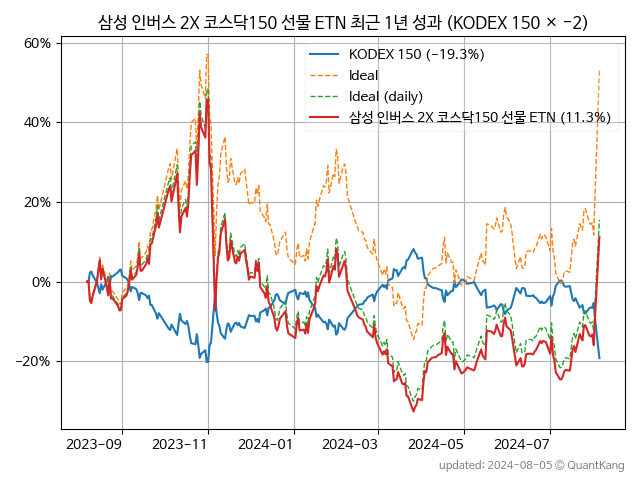 삼성 인버스 2X 코스닥150 선물 ETN 최근 1년 성과 (KODEX 150 × −2)
KODEX 150 (−19.3%)
Ideal
Ideal (daily)
삼성 인버스 2X 코스닥150 선물 ETN (11.3%)
60%
40%
20%
0%
−20%
2023-09
2023-11
2024-01
2024-03
2024-05
2024-07
updated: 2024-08-05 © QuantKang